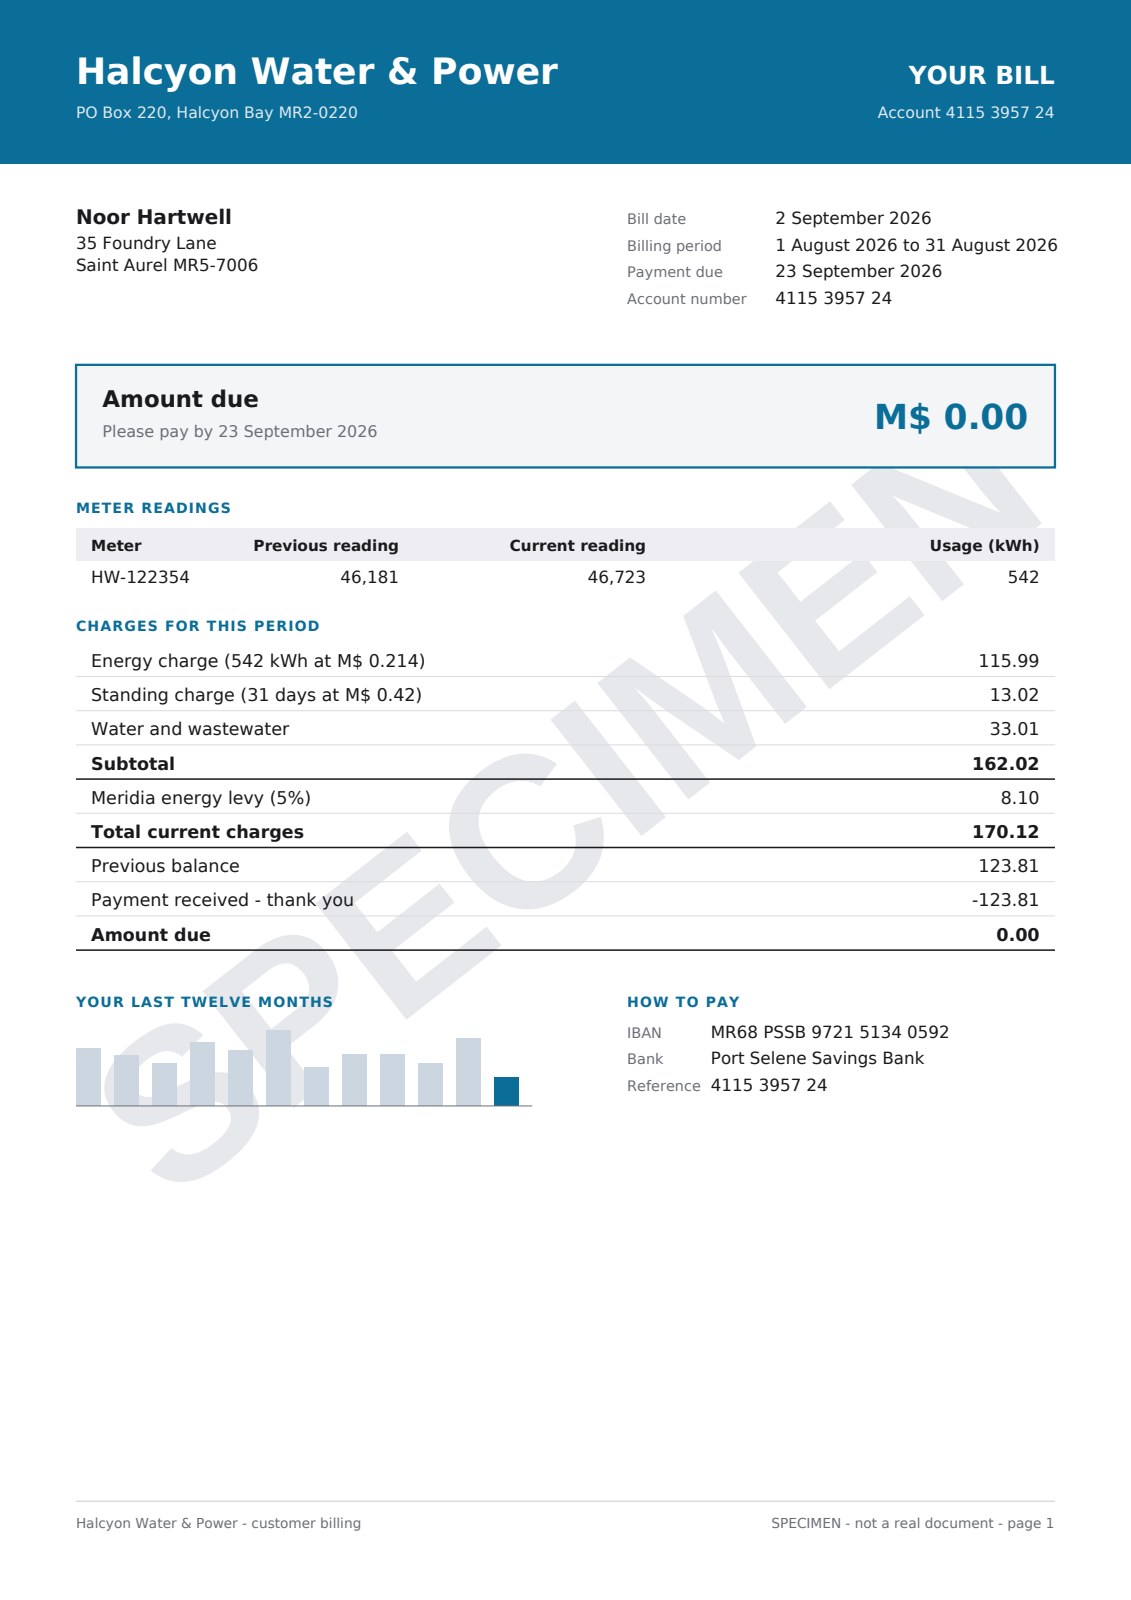 Halcyon Water & Power
PO Box 220, Halcyon Bay MR2-0220
YOUR BILL
Account 4115 3957 24
Noor Hartwell
35 Foundry Lane
Saint Aurel MR5-7006
Bill date 2 September 2026
Billing period 1 August 2026 to 31 August 2026
Payment due 23 September 2026
Account number 4115 3957 24
Amount due
Please pay by 23 September 2026
M$ 0.00
METER READINGS
Meter Previous reading Current reading Usage (kWh)
HW-122354 46,181 46,723 542
CHARGES FOR THIS PERIOD
Energy charge (542 kWh at M$ 0.214) 115.99
Standing charge (31 days at M$ 0.42) 13.02
Water and wastewater 33.01
Subtotal 162.02
Meridia energy levy (5%) 8.10
Total current charges 170.12
Previous balance 123.81
Payment received - thank you -123.81
Amount due 0.00
YOUR LAST TWELVE MONTHS
HOW TO PAY
IBAN MR68 PSSB 9721 5134 0592
Bank Port Selene Savings Bank
Reference 4115 3957 24
SPECIMEN
Halcyon Water & Power - customer billing
SPECIMEN - not a real document - page 1